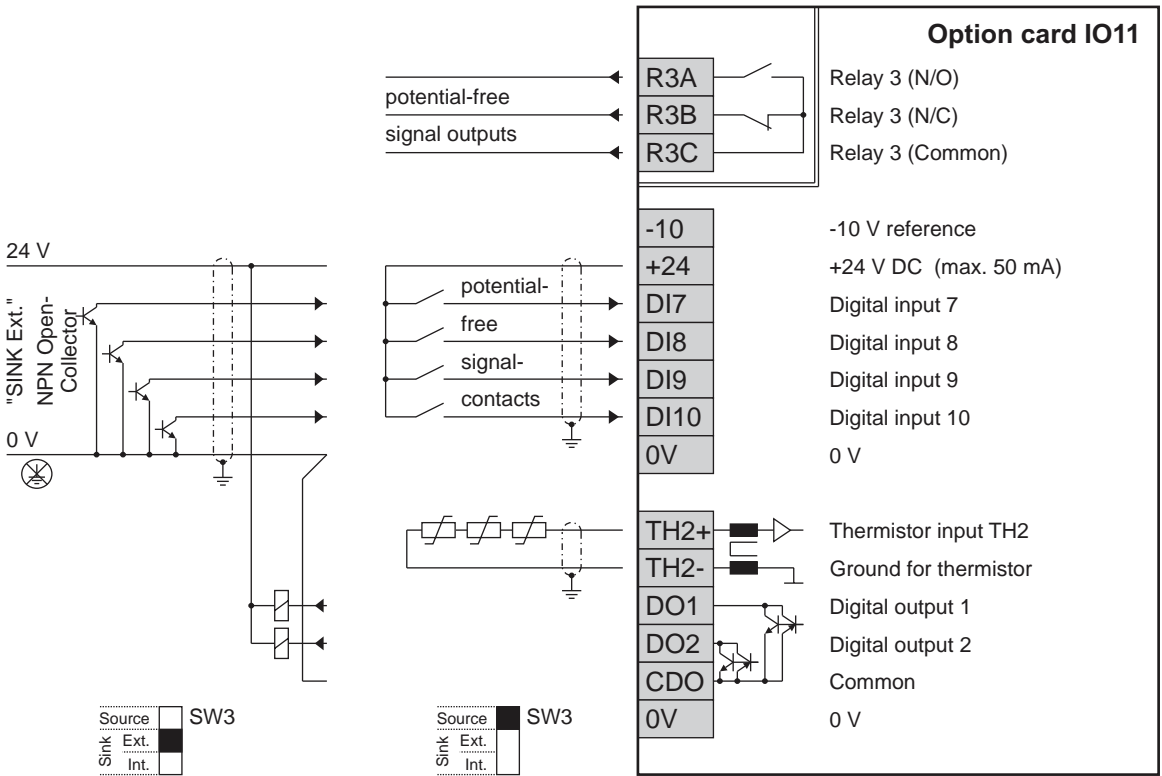 Option card IO11
R3A Relay 3 (N/O)
potential-free
R3B Relay 3 (N/C)
signal outputs
R3C Relay 3 (Common)
-10 -10 V reference
24 V
+24 +24 V DC (max. 50 mA)
"SINK Ext."
NPN Open-
Collector
potential-
DI7 Digital input 7
free
DI8 Digital input 8
signal-
DI9 Digital input 9
contacts
DI10 Digital input 10
0 V
0V 0 V
TH2+ Thermistor input TH2
TH2- Ground for thermistor
DO1 Digital output 1
DO2 Digital output 2
CDO Common
0V 0 V
Source SW3
Sink
Ext.
Int.
Source SW3
Sink
Ext.
Int.